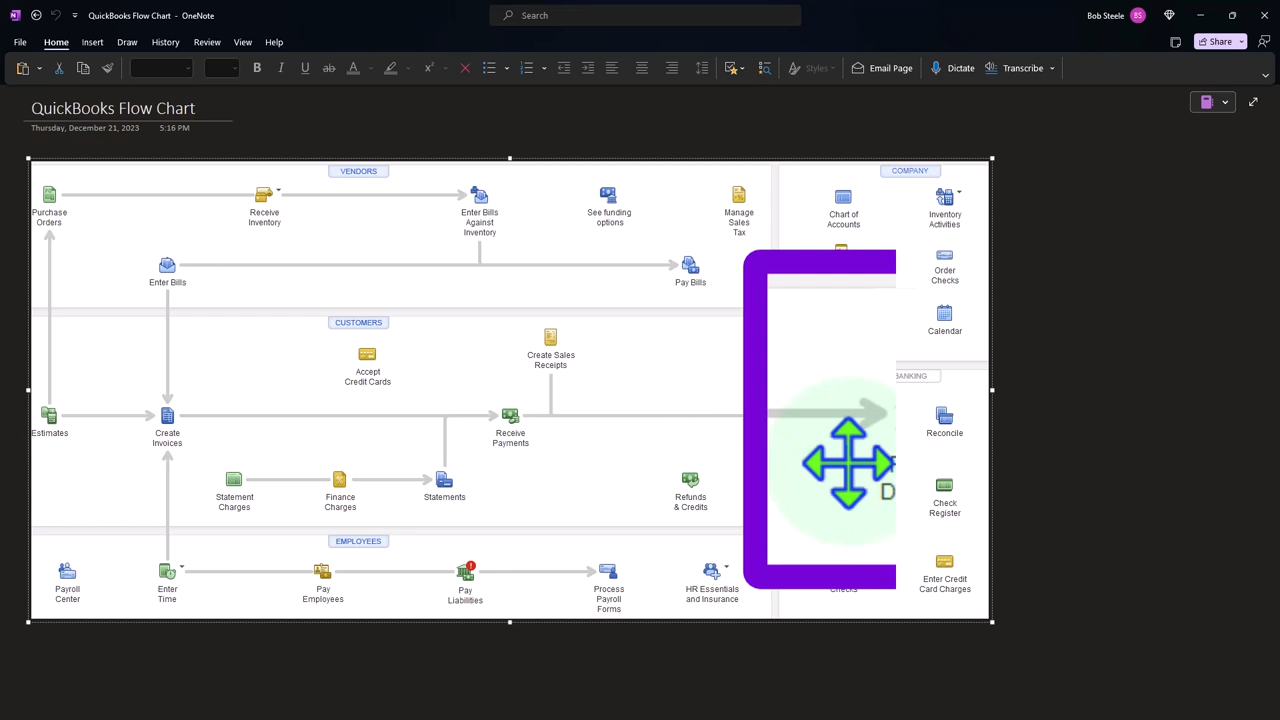 QuickBooks Flow Chart - OneNote
Search
Bob Steele
BS
File
Home
Insert
Draw
History
Review
View
Help
Share
B
I
U
ab
A
Styles
Email Page
Dictate
Transcribe
QuickBooks Flow Chart
Thursday, December 21, 2023
5:16 PM
VENDORS
COMPANY
Purchase
Orders
Receive
Inventory
Enter Bills
Against
Inventory
See funding
options
Manage
Sales
Tax
Chart of
Accounts
Inventory
Activities
Enter Bills
Pay Bills
Order
Checks
Calendar
CUSTOMERS
Accept
Credit Cards
Create Sales
Receipts
BANKING
Estimates
Create
Invoices
Receive
Payments
Reconcile
Statement
Charges
Finance
Charges
Statements
Refunds
& Credits
D
Check
Register
EMPLOYEES
Payroll
Center
Enter
Time
Pay
Employees
Pay
Liabilities
Process
Payroll
Forms
HR Essentials
and Insurance
Checks
Enter Credit
Card Charges